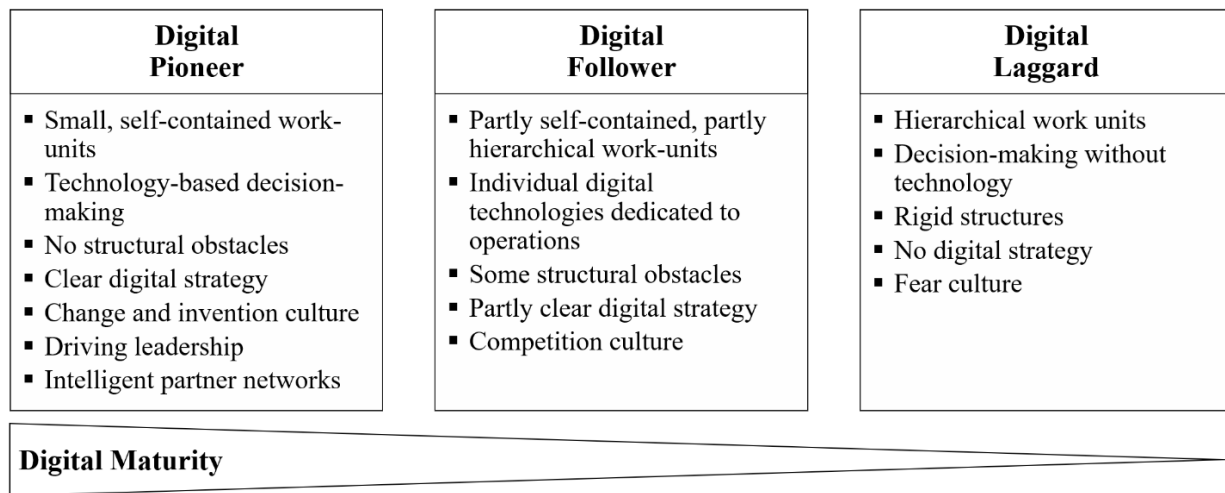 Digital
Pioneer
▪ Small, self-contained work-
units
▪ Technology-based decision-
making
▪ No structural obstacles
▪ Clear digital strategy
▪ Change and invention culture
▪ Driving leadership
▪ Intelligent partner networks
Digital
Follower
▪ Partly self-contained, partly
hierarchical work-units
▪ Individual digital
technologies dedicated to
operations
▪ Some structural obstacles
▪ Partly clear digital strategy
▪ Competition culture
Digital
Laggard
▪ Hierarchical work units
▪ Decision-making without
technology
▪ Rigid structures
▪ No digital strategy
▪ Fear culture
Digital Maturity